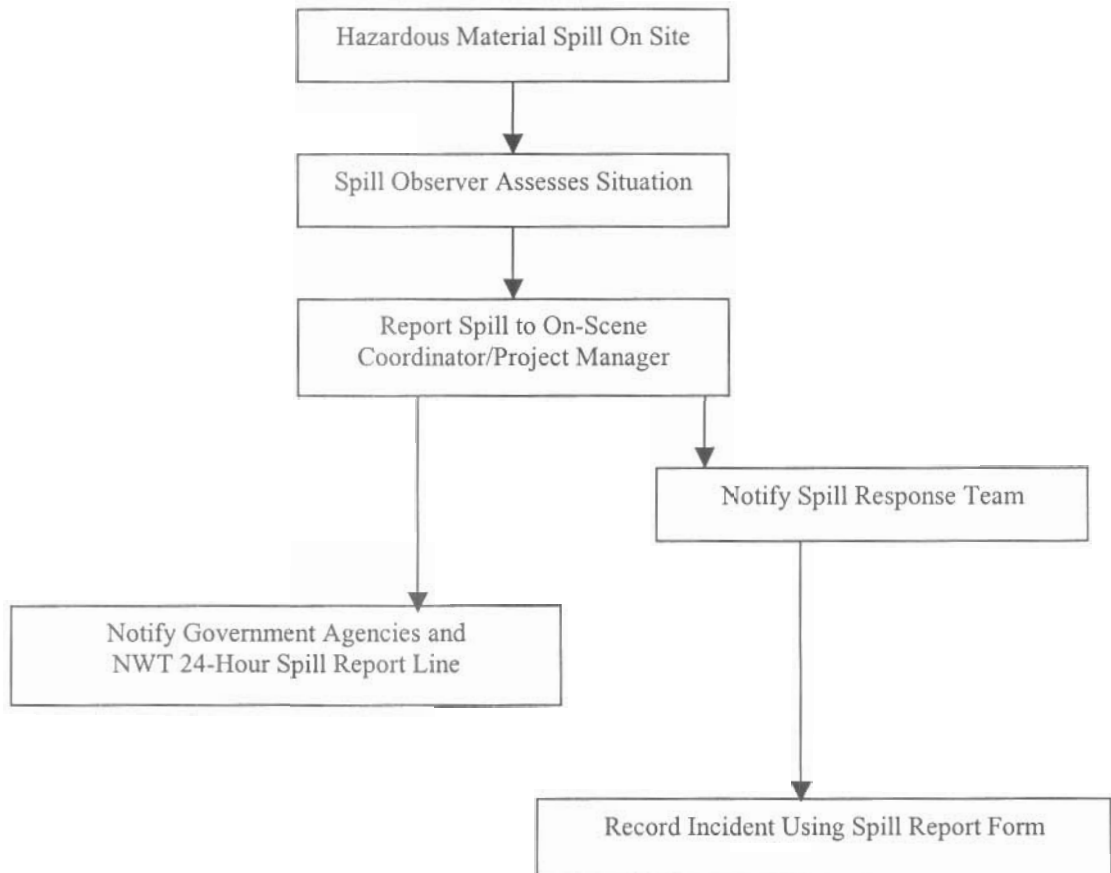 Hazardous Material Spill On Site
Spill Observer Assesses Situation
Report Spill to On-Scene
Coordinator/Project Manager
Notify Spill Response Team
Notify Government Agencies and
NWT 24-Hour Spill Report Line
Record Incident Using Spill Report Form